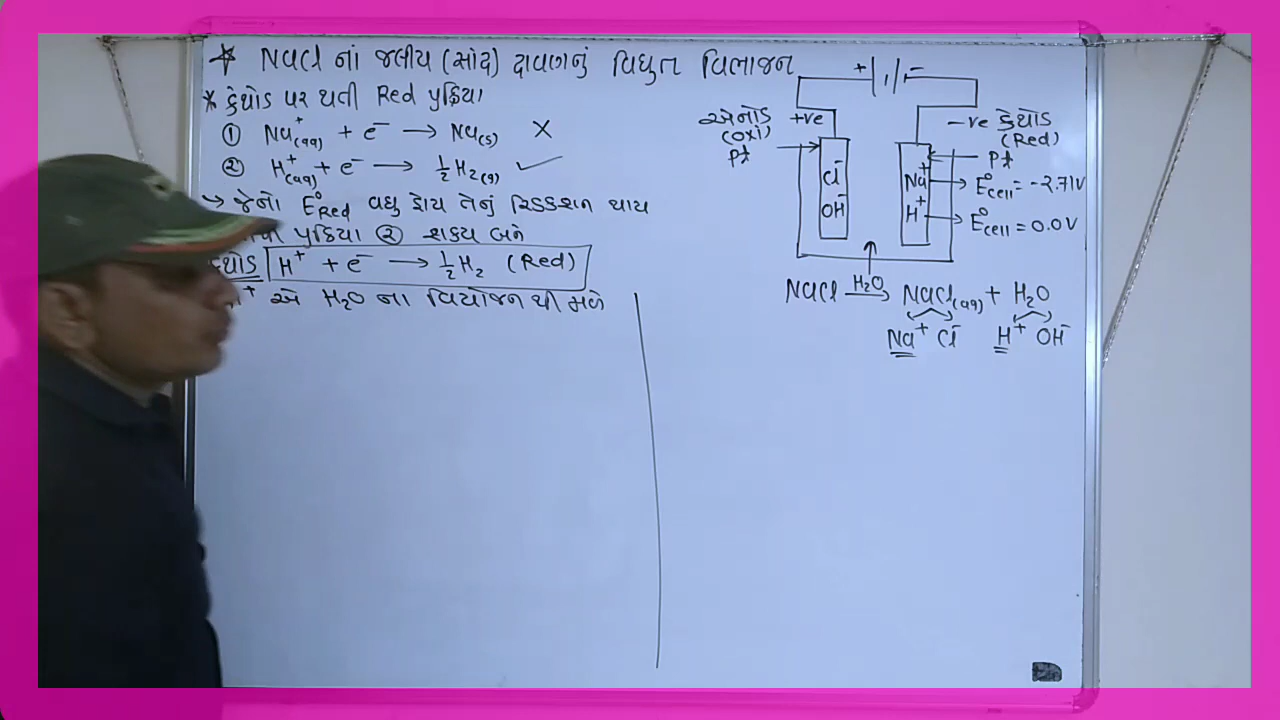 * NaCl નાં જલીય (સાંદ્ર) દ્રાવણનું વિદ્યુત વિભાજન
* કેથોડ પર થતી Red પ્રક્રિયા
① Na⁺(aq) + e⁻ → Na(s) ✗
② H⁺(aq) + e⁻ → ½H₂(g) ✓
↳ જેનો E°Red વધુ હોય તેનું રિડક્શન થાય
પ્રક્રિયા ② શક્ય બને
કેથોડ H⁺ + e⁻ → ½H₂ (Red)
એ H₂O ના વિયોજન થી મળે
+ −
એનોડ +ve
(Oxi)
Pt
−ve કેથોડ
(Red)
Pt
Cl⁻
OH⁻
Na⁺ → E°cell = −2.71V
H⁺ → E°cell = 0.0V
NaCl H₂O→ NaCl(aq) + H₂O
Na⁺ Cl⁻ H⁺ OH⁻